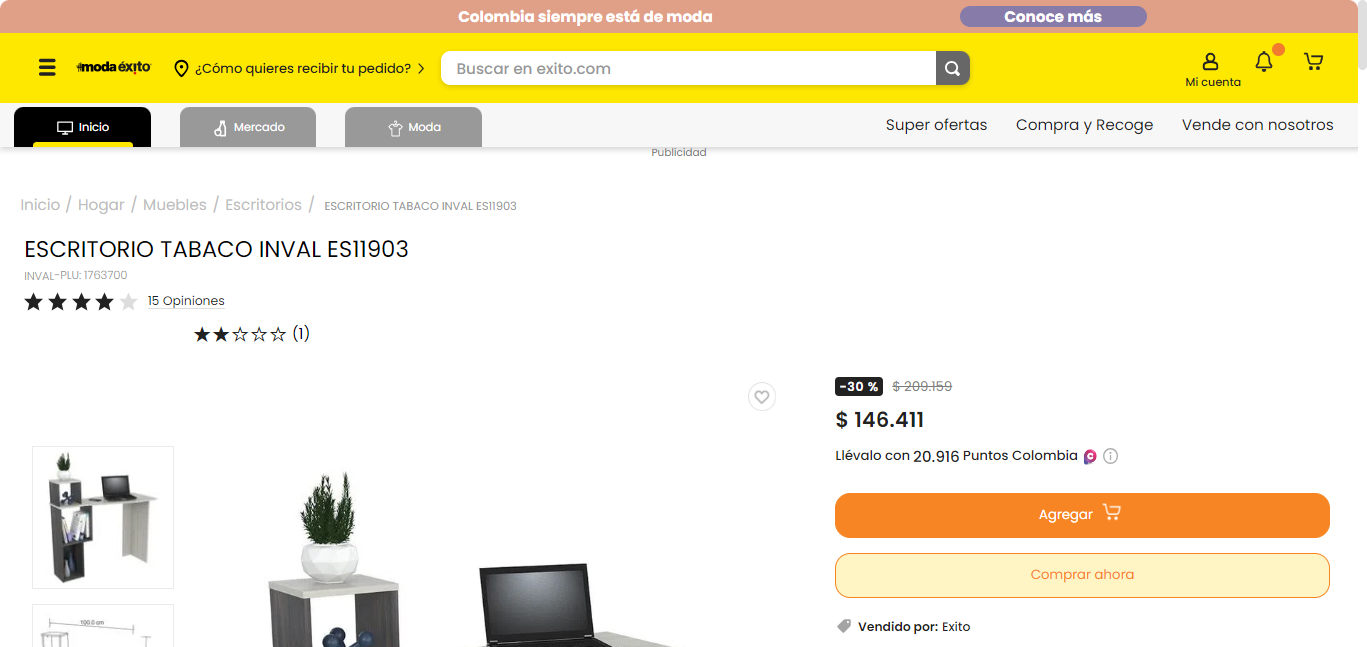 Colombia siempre está de moda
Conoce más
#moda éxito
¿Cómo quieres recibir tu pedido?
Buscar en exito.com
Mi cuenta
Inicio
Mercado
Moda
Super ofertas
Compra y Recoge
Vende con nosotros
Publicidad
Inicio / Hogar / Muebles / Escritorios / ESCRITORIO TABACO INVAL ES11903
ESCRITORIO TABACO INVAL ES11903
INVAL-PLU: 1763700
15 Opiniones
(1)
-30 % $ 209.159
$ 146.411
Llévalo con 20.916 Puntos Colombia
Agregar
Comprar ahora
Vendido por: Exito
100.0 cm